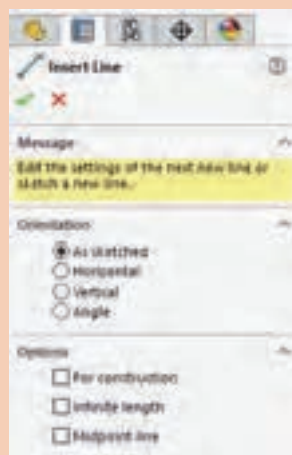 Insert Line
Message
Edit the settings of the next new line or
sketch a new line.
Orientation
As sketched
Horizontal
Vertical
Angle
Options
For construction
Infinite length
Midpoint line